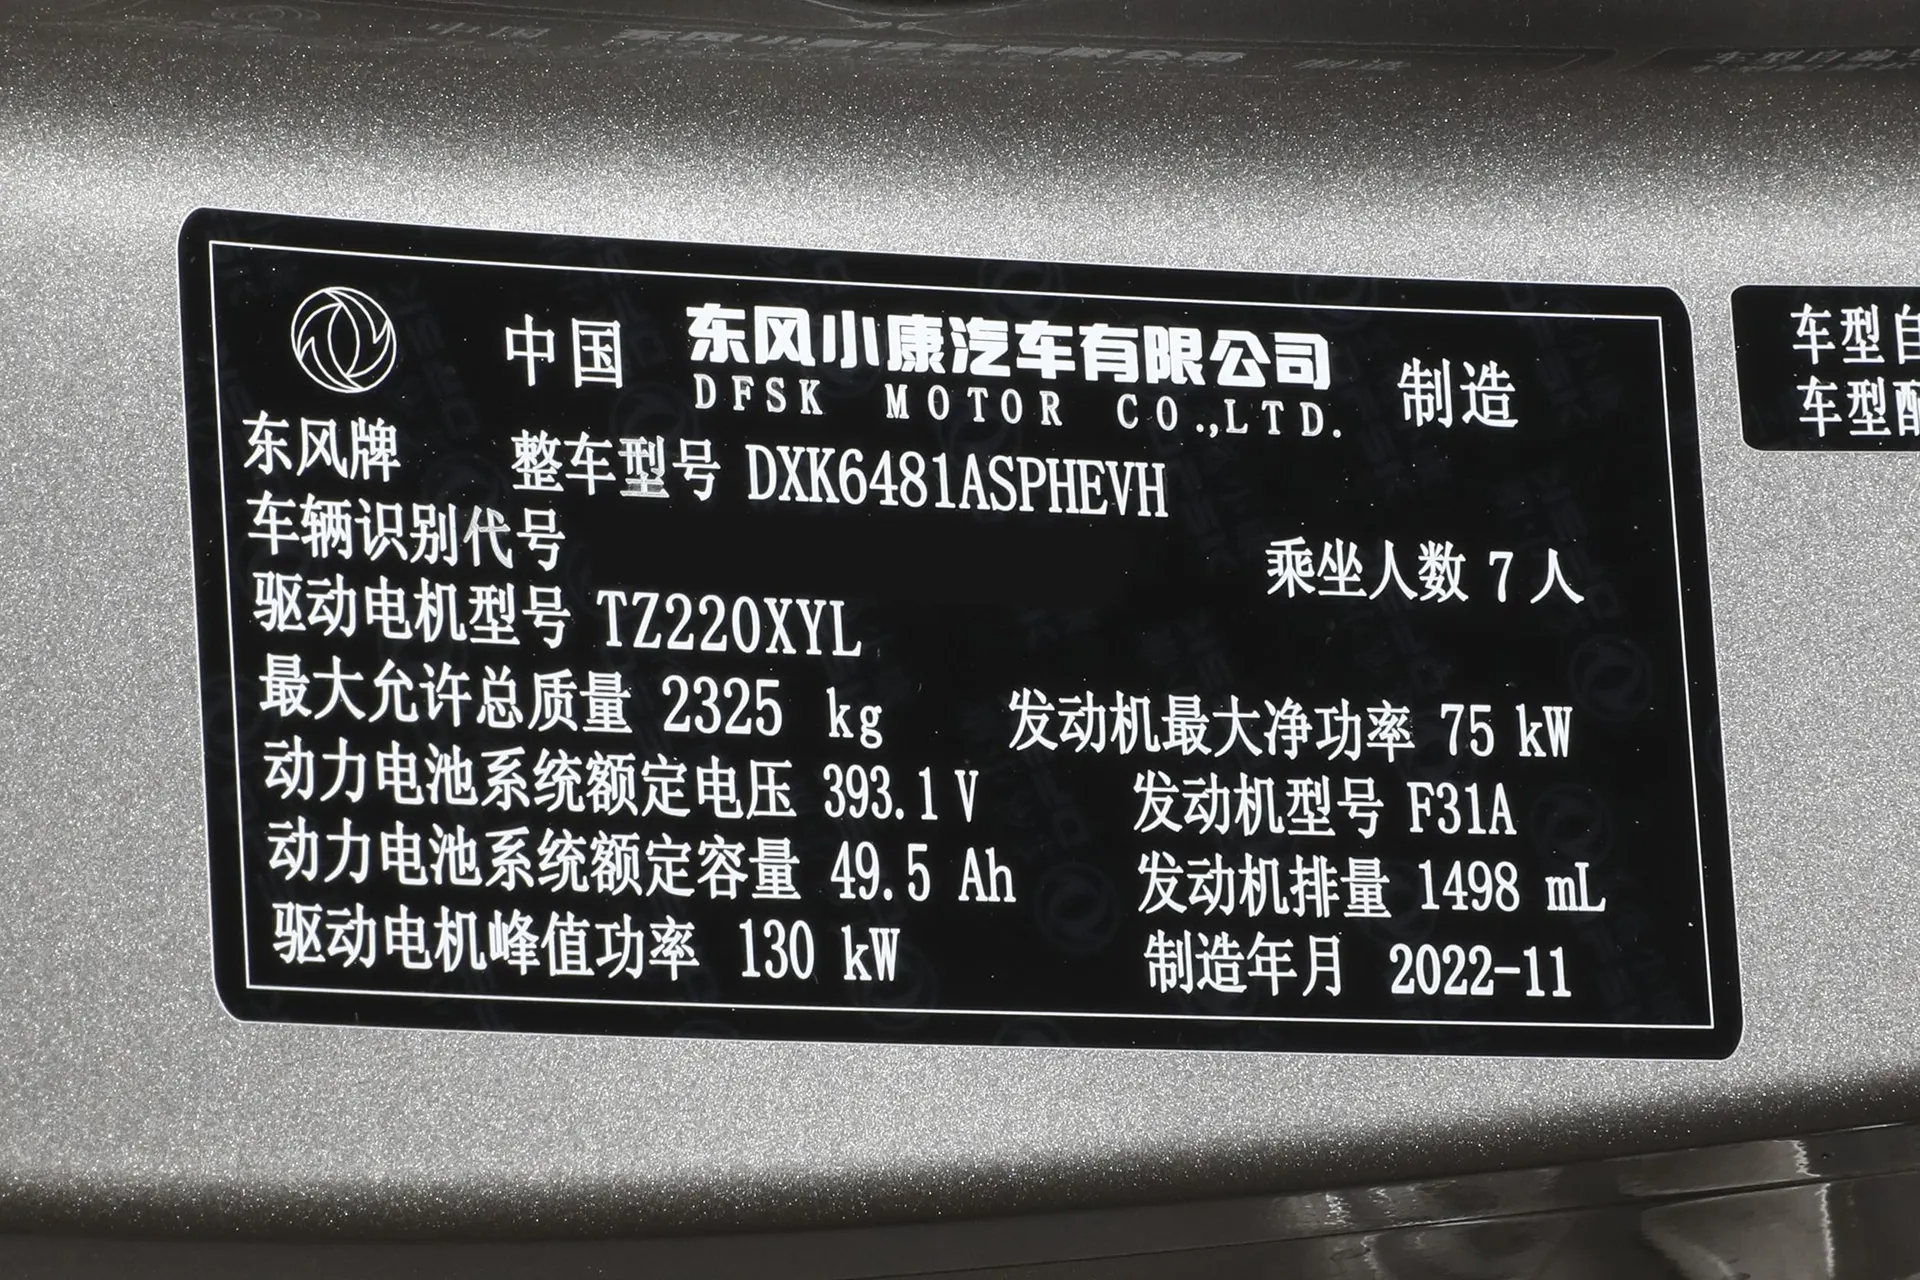 中国 东风小康汽车有限公司 制造
DFSK MOTOR CO.,LTD.
东风牌 整车型号 DXK6481ASPHEVH
车辆识别代号
乘坐人数 7 人
驱动电机型号 TZ220XYL
最大允许总质量 2325 kg 发动机最大净功率 75 kW
动力电池系统额定电压 393.1 V 发动机型号 F31A
动力电池系统额定容量 49.5 Ah 发动机排量 1498 mL
驱动电机峰值功率 130 kW 制造年月 2022-11
车型自
车型配